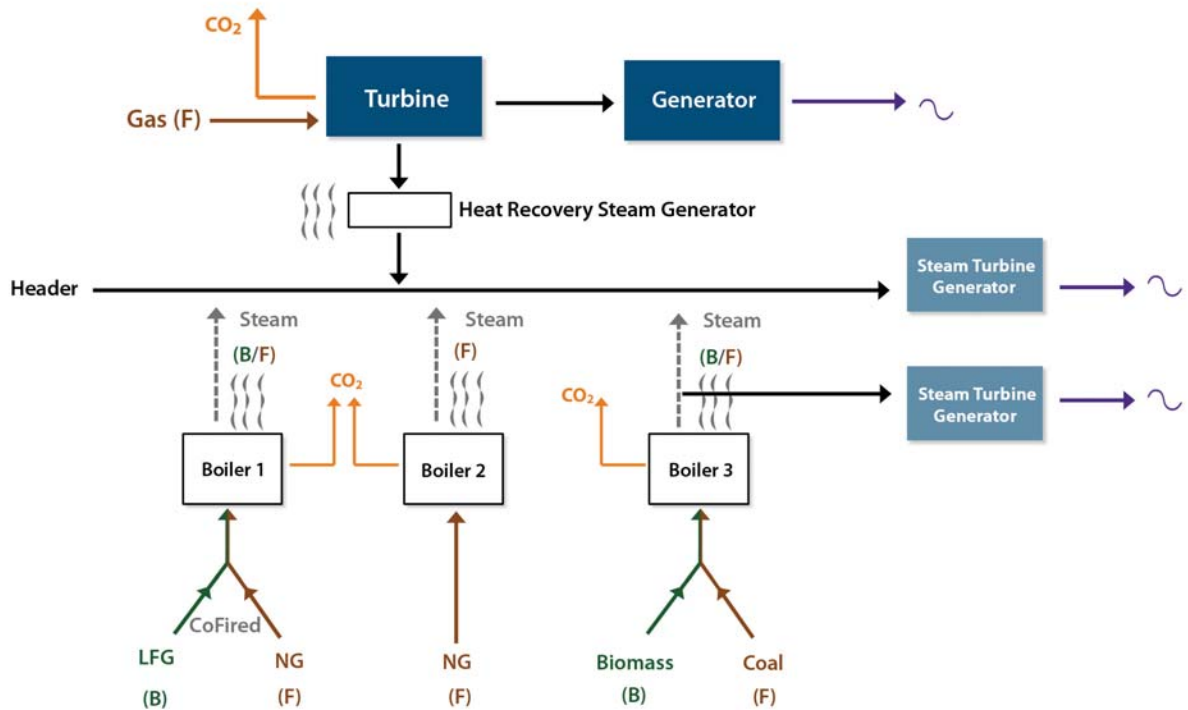 CO₂
Turbine
Generator
Gas (F)
Heat Recovery Steam Generator
Header
Steam Turbine
Generator
Steam
(B/F)
Steam
(F)
Steam
(B/F)
CO₂
CO₂
Steam Turbine
Generator
Boiler 1
Boiler 2
Boiler 3
CoFired
LFG
(B)
NG
(F)
NG
(F)
Biomass
(B)
Coal
(F)